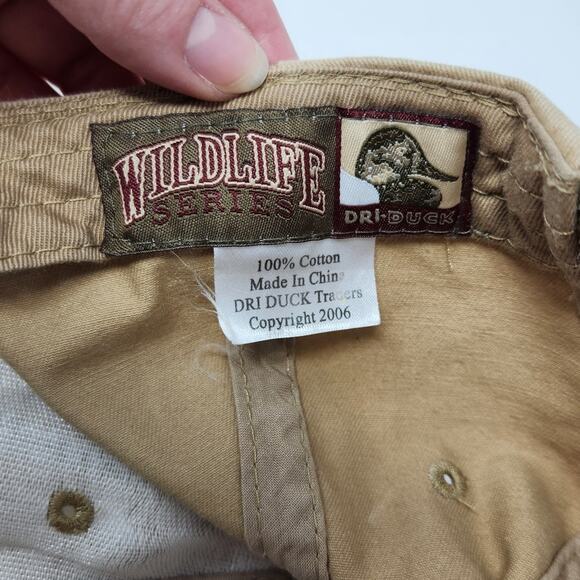 WILDLIFE
SERIES
DRI-DUCK
100% Cotton
Made In China
DRI DUCK Traders
Copyright 2006